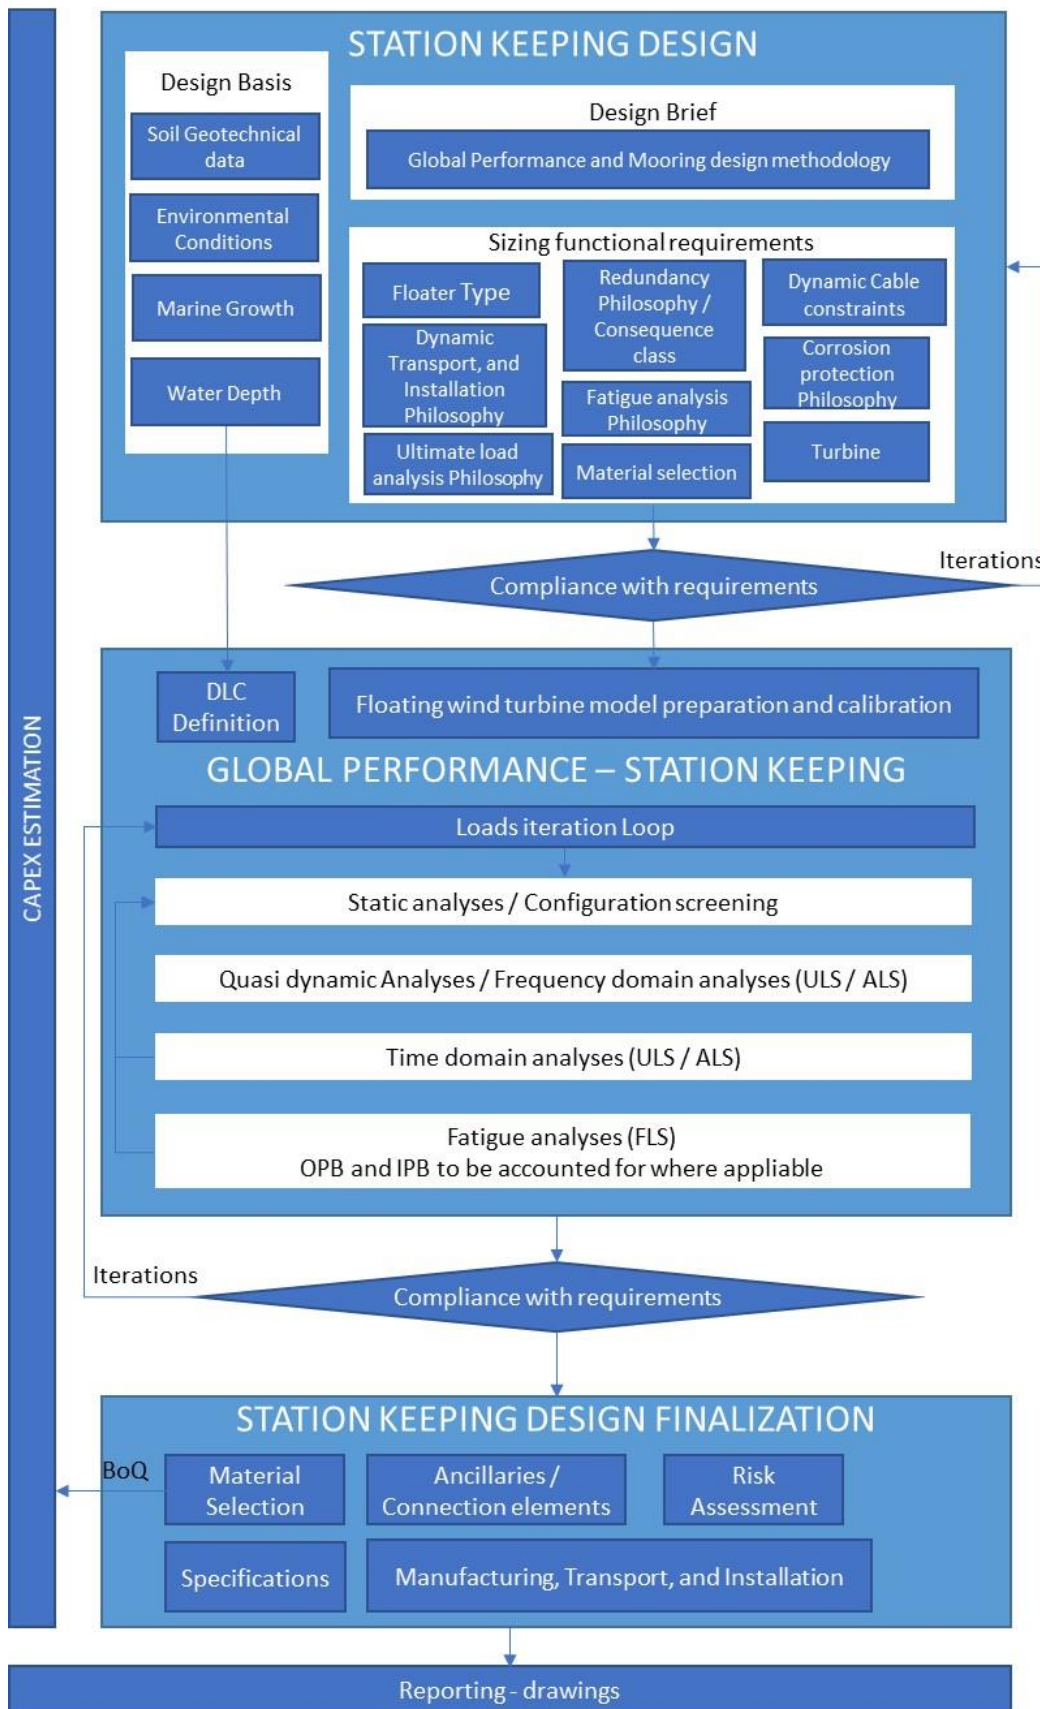 STATION KEEPING DESIGN
Design Basis
Soil Geotechnical
data
Environmental
Conditions
Marine Growth
Water Depth
Design Brief
Global Performance and Mooring design methodology
Sizing functional requirements
Floater Type
Redundancy
Philosophy /
Consequence
class
Dynamic Cable
constraints
Dynamic
Transport, and
Installation
Philosophy
Corrosion
protection
Philosophy
Fatigue analysis
Philosophy
Ultimate load
analysis Philosophy
Material selection
Turbine
Compliance with requirements
Iterations
CAPEX ESTIMATION
DLC
Definition
Floating wind turbine model preparation and calibration
GLOBAL PERFORMANCE – STATION KEEPING
Loads iteration Loop
Static analyses / Configuration screening
Quasi dynamic Analyses / Frequency domain analyses (ULS / ALS)
Time domain analyses (ULS / ALS)
Fatigue analyses (FLS)
OPB and IPB to be accounted for where appliable
Iterations
Compliance with requirements
STATION KEEPING DESIGN FINALIZATION
BoQ
Material
Selection
Ancillaries /
Connection elements
Risk
Assessment
Specifications
Manufacturing, Transport, and Installation
Reporting - drawings